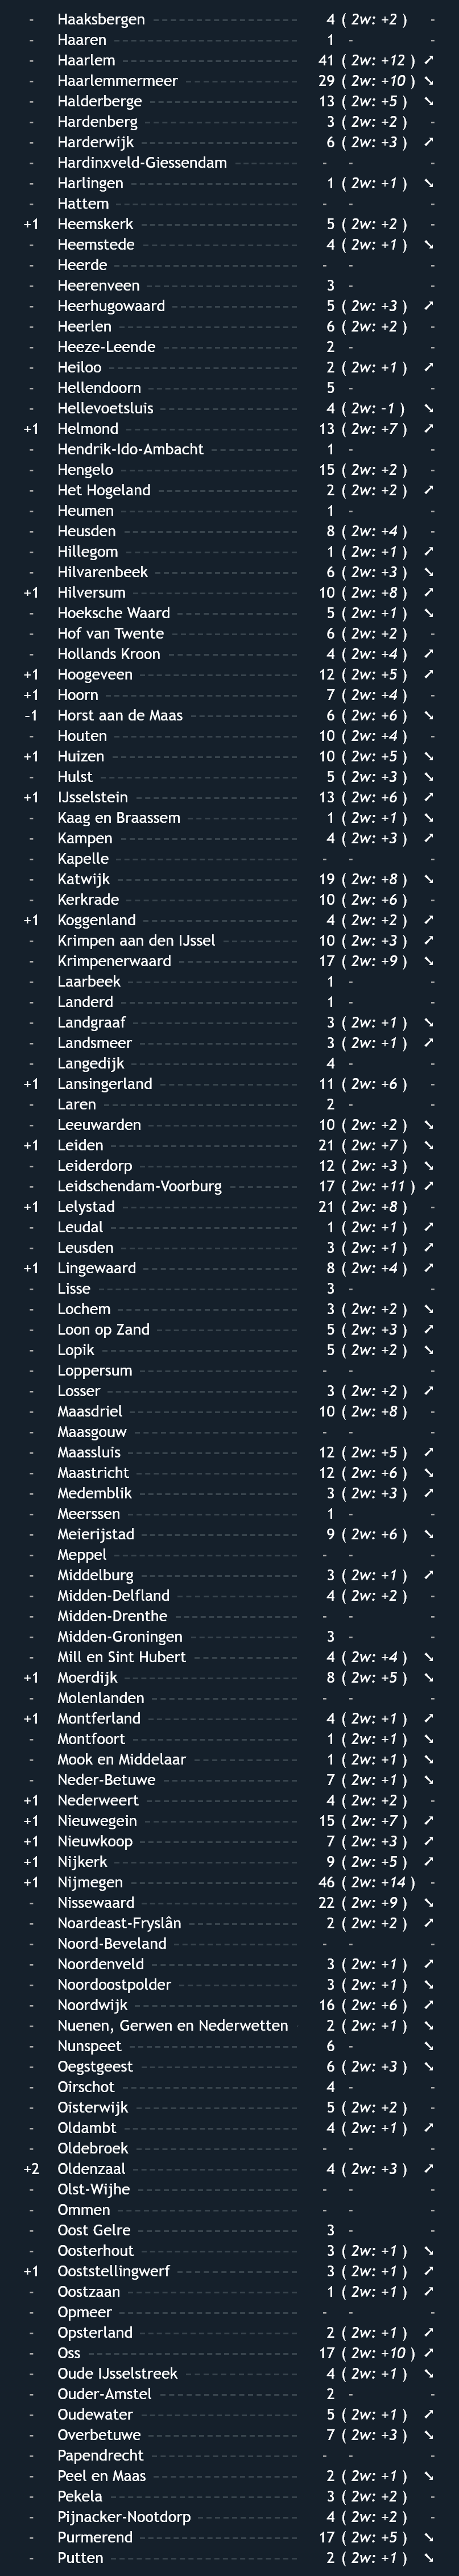 - Haaksbergen 4 ( 2w: +2 ) -
- Haaren 1 - -
- Haarlem 41 ( 2w: +12 ) ➚
- Haarlemmermeer 29 ( 2w: +10 ) ➘
- Halderberge 13 ( 2w: +5 ) ➘
- Hardenberg 3 ( 2w: +2 ) -
- Harderwijk 6 ( 2w: +3 ) ➚
- Hardinxveld-Giessendam - - -
- Harlingen 1 ( 2w: +1 ) ➘
- Hattem - - -
+1 Heemskerk 5 ( 2w: +2 ) -
- Heemstede 4 ( 2w: +1 ) ➘
- Heerde - - -
- Heerenveen 3 - -
- Heerhugowaard 5 ( 2w: +3 ) ➚
- Heerlen 6 ( 2w: +2 ) -
- Heeze-Leende 2 - -
- Heiloo 2 ( 2w: +1 ) ➚
- Hellendoorn 5 - -
- Hellevoetsluis 4 ( 2w: -1 ) ➘
+1 Helmond 13 ( 2w: +7 ) ➚
- Hendrik-Ido-Ambacht 1 - -
- Hengelo 15 ( 2w: +2 ) -
- Het Hogeland 2 ( 2w: +2 ) ➚
- Heumen 1 - -
- Heusden 8 ( 2w: +4 ) -
- Hillegom 1 ( 2w: +1 ) ➚
- Hilvarenbeek 6 ( 2w: +3 ) ➘
+1 Hilversum 10 ( 2w: +8 ) ➚
- Hoeksche Waard 5 ( 2w: +1 ) ➘
- Hof van Twente 6 ( 2w: +2 ) -
- Hollands Kroon 4 ( 2w: +4 ) ➚
+1 Hoogeveen 12 ( 2w: +5 ) ➚
+1 Hoorn 7 ( 2w: +4 ) -
-1 Horst aan de Maas 6 ( 2w: +6 ) ➘
- Houten 10 ( 2w: +4 ) -
+1 Huizen 10 ( 2w: +5 ) ➘
- Hulst 5 ( 2w: +3 ) ➘
+1 IJsselstein 13 ( 2w: +6 ) ➚
- Kaag en Braassem 1 ( 2w: +1 ) ➘
- Kampen 4 ( 2w: +3 ) ➚
- Kapelle - - -
- Katwijk 19 ( 2w: +8 ) ➘
- Kerkrade 10 ( 2w: +6 ) -
+1 Koggenland 4 ( 2w: +2 ) ➚
- Krimpen aan den IJssel 10 ( 2w: +3 ) ➚
- Krimpenerwaard 17 ( 2w: +9 ) ➘
- Laarbeek 1 - -
- Landerd 1 - -
- Landgraaf 3 ( 2w: +1 ) ➘
- Landsmeer 3 ( 2w: +1 ) ➚
- Langedijk 4 - -
+1 Lansingerland 11 ( 2w: +6 ) -
- Laren 2 - -
- Leeuwarden 10 ( 2w: +2 ) ➘
+1 Leiden 21 ( 2w: +7 ) ➘
- Leiderdorp 12 ( 2w: +3 ) ➘
- Leidschendam-Voorburg 17 ( 2w: +11 ) ➚
+1 Lelystad 21 ( 2w: +8 ) -
- Leudal 1 ( 2w: +1 ) ➚
- Leusden 3 ( 2w: +1 ) ➚
+1 Lingewaard 8 ( 2w: +4 ) ➚
- Lisse 3 - -
- Lochem 3 ( 2w: +2 ) ➘
- Loon op Zand 5 ( 2w: +3 ) ➚
- Lopik 5 ( 2w: +2 ) ➘
- Loppersum - - -
- Losser 3 ( 2w: +2 ) ➚
- Maasdriel 10 ( 2w: +8 ) -
- Maasgouw - - -
- Maassluis 12 ( 2w: +5 ) ➚
- Maastricht 12 ( 2w: +6 ) ➘
- Medemblik 3 ( 2w: +3 ) ➚
- Meerssen 1 - -
- Meierijstad 9 ( 2w: +6 ) ➘
- Meppel - - -
- Middelburg 3 ( 2w: +1 ) ➚
- Midden-Delfland 4 ( 2w: +2 ) -
- Midden-Drenthe - - -
- Midden-Groningen 3 - -
- Mill en Sint Hubert 4 ( 2w: +4 ) ➘
+1 Moerdijk 8 ( 2w: +5 ) ➘
- Molenlanden - - -
+1 Montferland 4 ( 2w: +1 ) ➚
- Montfoort 1 ( 2w: +1 ) ➘
- Mook en Middelaar 1 ( 2w: +1 ) ➘
- Neder-Betuwe 7 ( 2w: +1 ) ➘
+1 Nederweert 4 ( 2w: +2 ) -
+1 Nieuwegein 15 ( 2w: +7 ) ➚
+1 Nieuwkoop 7 ( 2w: +3 ) ➚
+1 Nijkerk 9 ( 2w: +5 ) ➚
+1 Nijmegen 46 ( 2w: +14 ) -
- Nissewaard 22 ( 2w: +9 ) ➘
- Noardeast-Fryslân 2 ( 2w: +2 ) ➚
- Noord-Beveland - - -
- Noordenveld 3 ( 2w: +1 ) ➚
- Noordoostpolder 3 ( 2w: +1 ) ➘
- Noordwijk 16 ( 2w: +6 ) ➚
- Nuenen, Gerwen en Nederwetten 2 ( 2w: +1 ) ➘
- Nunspeet 6 - ➘
- Oegstgeest 6 ( 2w: +3 ) ➘
- Oirschot 4 - -
- Oisterwijk 5 ( 2w: +2 ) -
- Oldambt 4 ( 2w: +1 ) ➚
- Oldebroek - - -
+2 Oldenzaal 4 ( 2w: +3 ) ➚
- Olst-Wijhe - - -
- Ommen - - -
- Oost Gelre 3 - -
- Oosterhout 3 ( 2w: +1 ) ➘
+1 Ooststellingwerf 3 ( 2w: +1 ) ➚
- Oostzaan 1 ( 2w: +1 ) ➚
- Opmeer - - -
- Opsterland 2 ( 2w: +1 ) ➚
- Oss 17 ( 2w: +10 ) ➚
- Oude IJsselstreek 4 ( 2w: +1 ) ➘
- Ouder-Amstel 2 - -
- Oudewater 5 ( 2w: +1 ) ➚
- Overbetuwe 7 ( 2w: +3 ) ➘
- Papendrecht - - -
- Peel en Maas 2 ( 2w: +1 ) ➘
- Pekela 3 ( 2w: +2 ) -
- Pijnacker-Nootdorp 4 ( 2w: +2 ) -
- Purmerend 17 ( 2w: +5 ) ➘
- Putten 2 ( 2w: +1 ) ➘